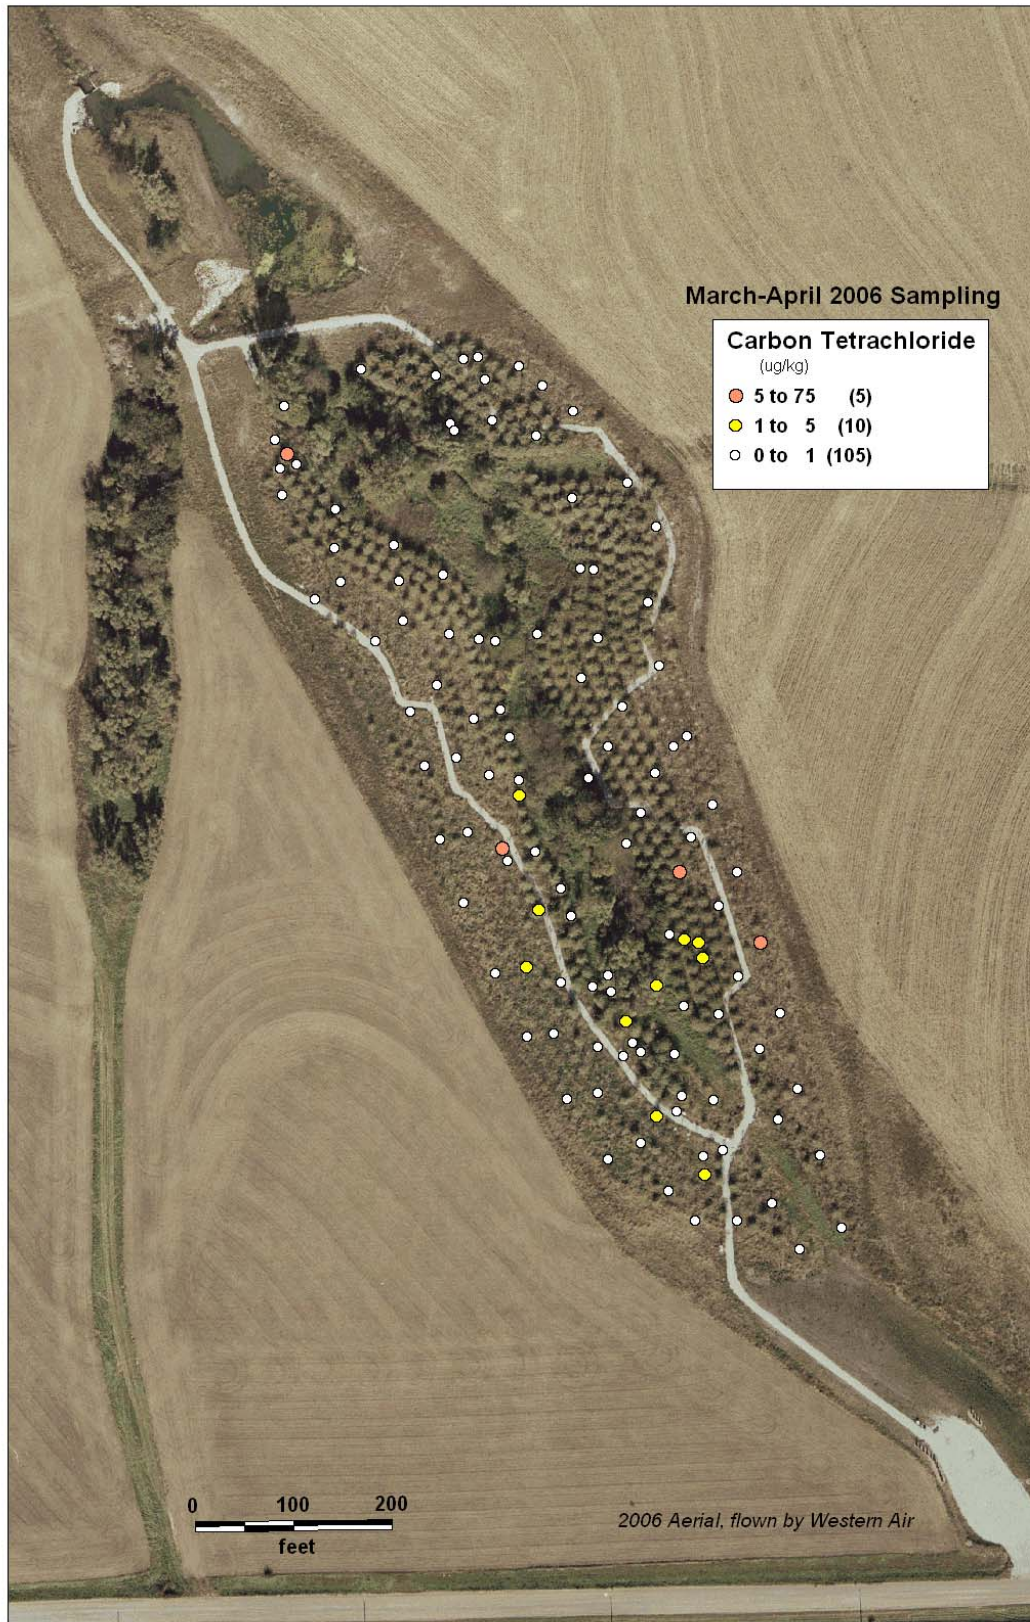 March-April 2006 Sampling
Carbon Tetrachloride
(ug/kg)
5 to 75 (5)
1 to 5 (10)
0 to 1 (105)
0 100 200
feet
2006 Aerial, flown by Western Air